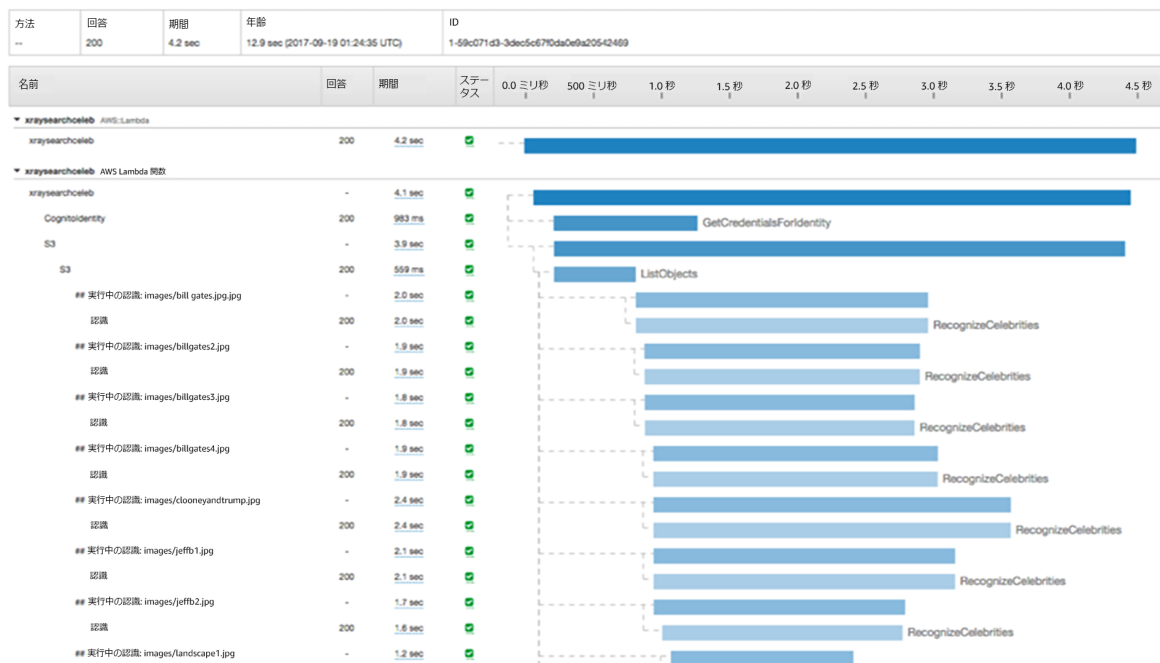 方法 回答 期間 年齢 ID
-- 200 4.2 sec 12.9 sec (2017-09-19 01:24:35 UTC) 1-59c071d3-3dec5c67f0da0e9a20542469
名前 回答 期間 ステータス 0.0 ミリ秒 500 ミリ秒 1.0 秒 1.5 秒 2.0 秒 2.5 秒 3.0 秒 3.5 秒 4.0 秒 4.5 秒
xraysearchceleb AWS::Lambda
xraysearchceleb 200 4.2 sec
xraysearchceleb AWS Lambda 関数
xraysearchceleb - 4.1 sec
CognitoIdentity 200 983 ms GetCredentialsForIdentity
S3 - 3.9 sec
S3 200 559 ms ListObjects
## 実行中の認識: images/bill gates.jpg.jpg - 2.0 sec
認識 200 2.0 sec RecognizeCelebrities
## 実行中の認識: images/billgates2.jpg - 1.9 sec
認識 200 1.9 sec RecognizeCelebrities
## 実行中の認識: images/billgates3.jpg - 1.8 sec
認識 200 1.8 sec RecognizeCelebrities
## 実行中の認識: images/billgates4.jpg - 1.9 sec
認識 200 1.9 sec RecognizeCelebrities
## 実行中の認識: images/clooneyandtrump.jpg - 2.4 sec
認識 200 2.4 sec RecognizeCelebrities
## 実行中の認識: images/jeffb1.jpg - 2.1 sec
認識 200 2.1 sec RecognizeCelebrities
## 実行中の認識: images/jeffb2.jpg - 1.7 sec
認識 200 1.6 sec RecognizeCelebrities
## 実行中の認識: images/landscape1.jpg - 1.2 sec